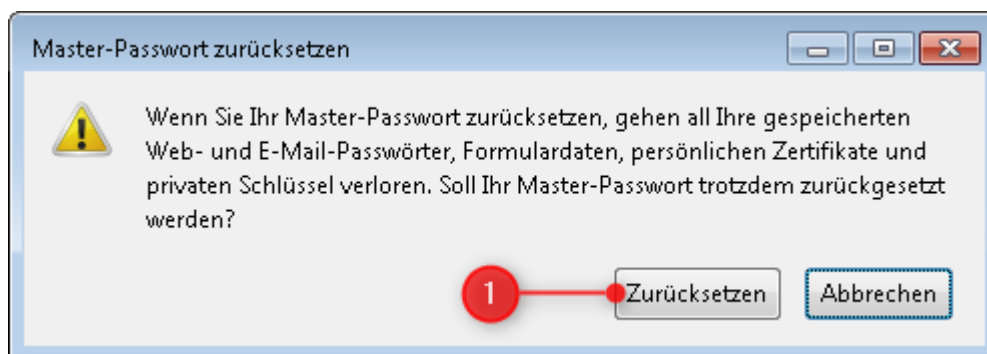 Master-Passwort zurücksetzen
Wenn Sie Ihr Master-Passwort zurücksetzen, gehen all Ihre gespeicherten
Web- und E-Mail-Passwörter, Formulardaten, persönlichen Zertifikate und
privaten Schlüssel verloren. Soll Ihr Master-Passwort trotzdem zurückgesetzt
werden?
1 Zurücksetzen Abbrechen